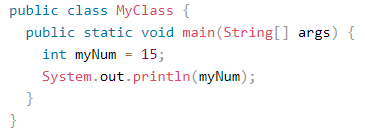 public class MyClass {
  public static void main(String[] args) {
    int myNum = 15;
    System.out.println(myNum);
  }
}